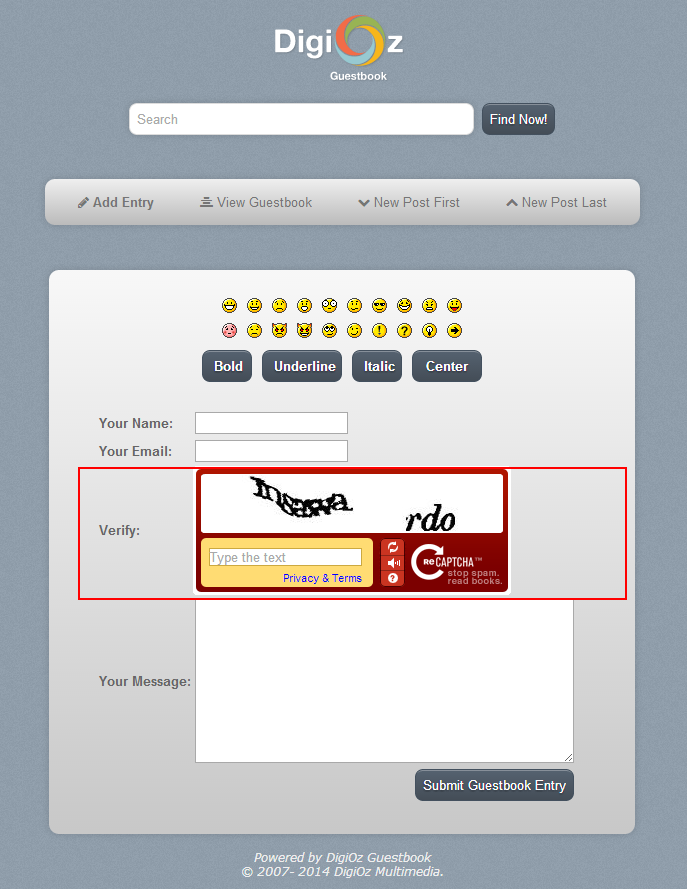 DigiOz
Guestbook
Search
Find Now!
Add Entry View Guestbook New Post First New Post Last
Bold Underline Italic Center
Your Name:
Your Email:
Verify:
rdo
Type the text
Privacy & Terms
reCAPTCHA™
stop spam.
read books.
Your Message:
Submit Guestbook Entry
Powered by DigiOz Guestbook
© 2007- 2014 DigiOz Multimedia.